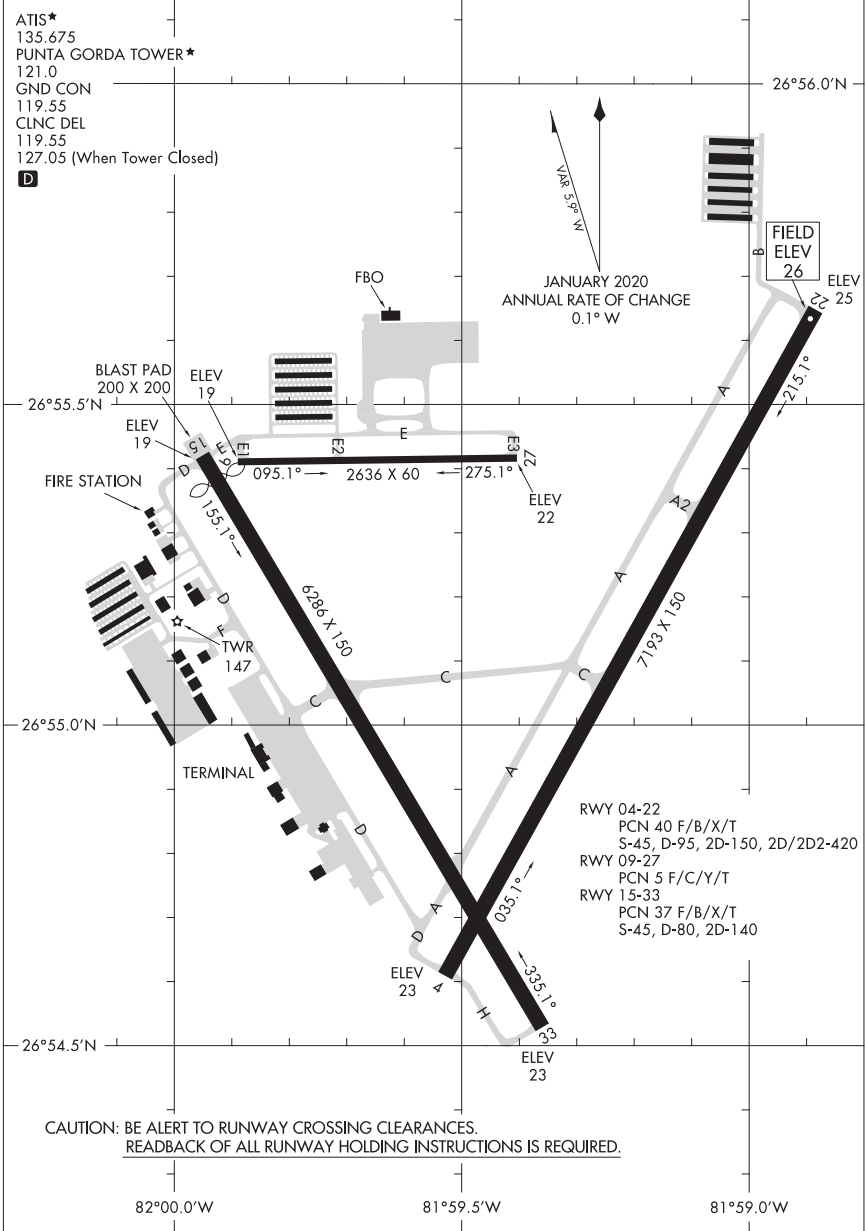 ATIS★
135.675
PUNTA GORDA TOWER★
121.0
GND CON
119.55
CLNC DEL
119.55
127.05 (When Tower Closed)
D
26°56.0'N
VAR 5.9° W
JANUARY 2020
ANNUAL RATE OF CHANGE
0.1° W
B
FIELD
ELEV
26
ELEV
25
22
215.1°
FBO
BLAST PAD
200 X 200
ELEV
19
26°55.5'N
ELEV
19
15
D
E
9
E1
E2
E
E3
27
095.1°
2636 X 60
275.1°
ELEV
22
A
A2
FIRE STATION
155.1°
D
F
TWR
147
6286 X 150
A
7193 X 150
C
C
C
26°55.0'N
TERMINAL
A
D
RWY 04-22
PCN 40 F/B/X/T
S-45, D-95, 2D-150, 2D/2D2-420
RWY 09-27
PCN 5 F/C/Y/T
RWY 15-33
PCN 37 F/B/X/T
S-45, D-80, 2D-140
035.1°
A
D
ELEV
23
4
H
335.1°
33
ELEV
23
26°54.5'N
CAUTION: BE ALERT TO RUNWAY CROSSING CLEARANCES.
READBACK OF ALL RUNWAY HOLDING INSTRUCTIONS IS REQUIRED.
82°00.0'W
81°59.5'W
81°59.0'W